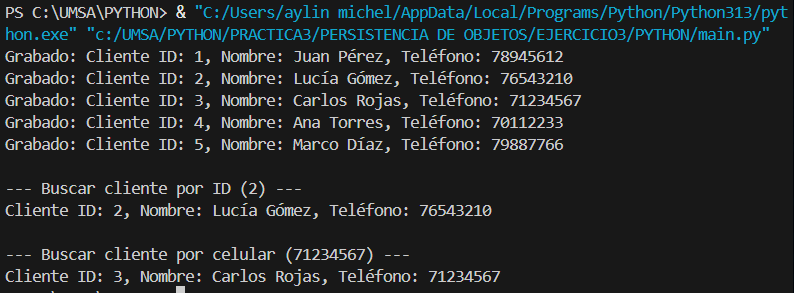 PS C:\UMSA\PYTHON> & "C:/Users/aylin michel/AppData/Local/Programs/Python/Python313/pyt
hon.exe" "c:/UMSA/PYTHON/PRACTICA3/PERSISTENCIA DE OBJETOS/EJERCICIO3/PYTHON/main.py"
Grabado: Cliente ID: 1, Nombre: Juan Pérez, Teléfono: 78945612
Grabado: Cliente ID: 2, Nombre: Lucía Gómez, Teléfono: 76543210
Grabado: Cliente ID: 3, Nombre: Carlos Rojas, Teléfono: 71234567
Grabado: Cliente ID: 4, Nombre: Ana Torres, Teléfono: 70112233
Grabado: Cliente ID: 5, Nombre: Marco Díaz, Teléfono: 79887766
--- Buscar cliente por ID (2) ---
Cliente ID: 2, Nombre: Lucía Gómez, Teléfono: 76543210
--- Buscar cliente por celular (71234567) ---
Cliente ID: 3, Nombre: Carlos Rojas, Teléfono: 71234567